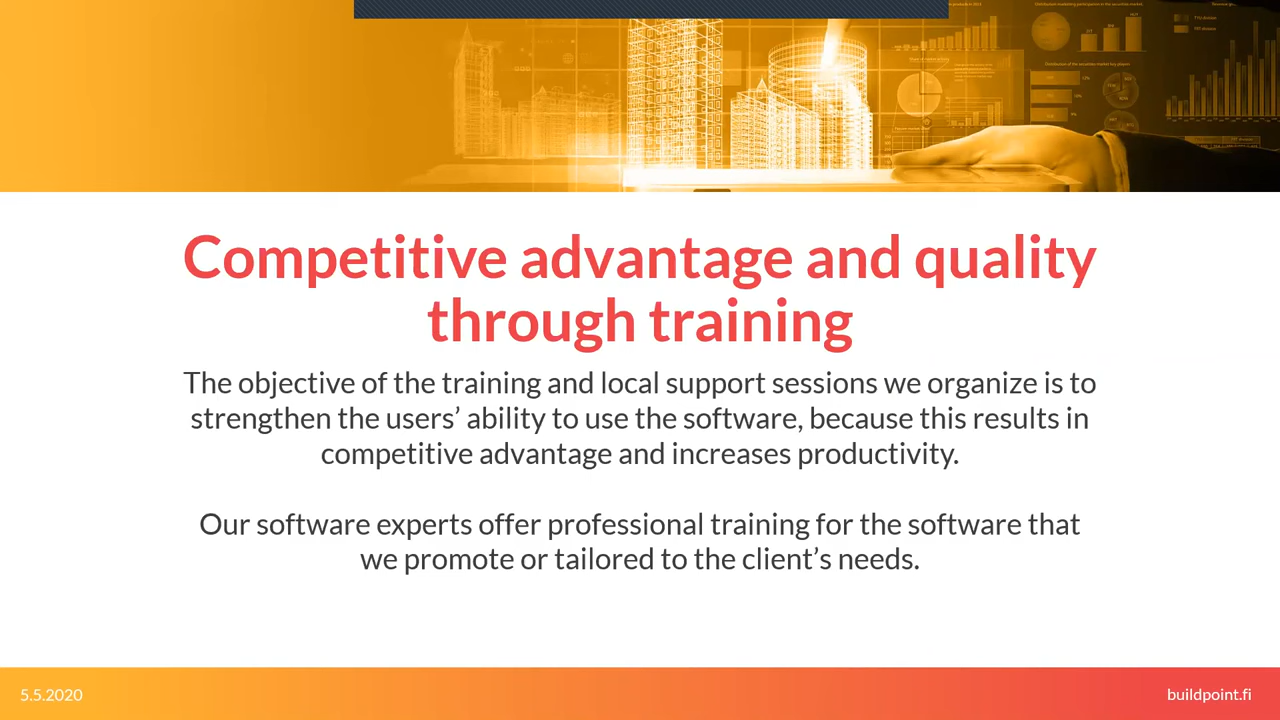 Competitive advantage and quality
through training
The objective of the training and local support sessions we organize is to
strengthen the users’ ability to use the software, because this results in
competitive advantage and increases productivity.
Our software experts offer professional training for the software that
we promote or tailored to the client’s needs.
5.5.2020
buildpoint.fi